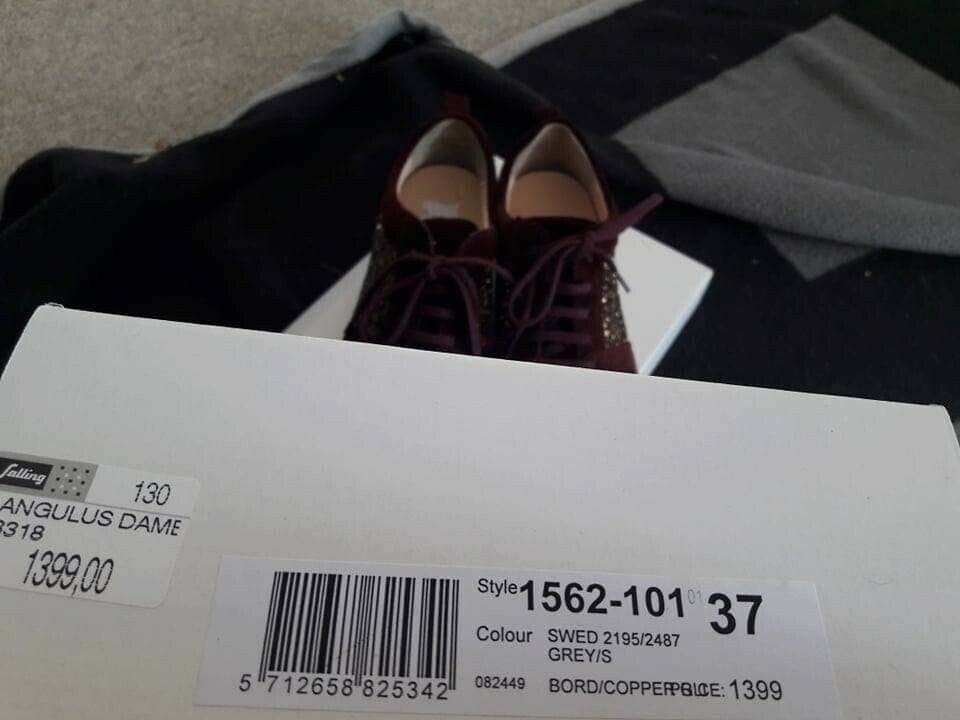 Salling
130
ANGULUS DAME
3318
1399,00
Style 1562-101 01 37
Colour SWED 2195/2487
GREY/S
082449 BORD/COPPER PRICE: 1399
5 712658 825342